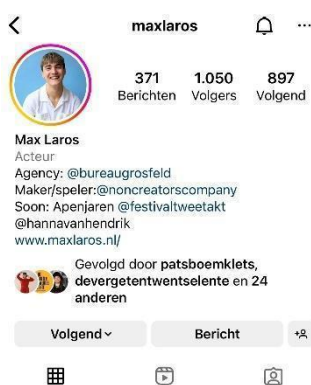 maxlaros
371 1.050 897
Berichten Volgers Volgend
Max Laros
Acteur
Agency: @bureaugrosfeld
Maker/speler:@noncreatorscompany
Soon: Apenjaren @festivaltweetakt
@hannavanhendrik
www.maxlaros.nl/
Gevolgd door patsboemklets,
devergetentwentselente en 24
anderen
Volgend Bericht